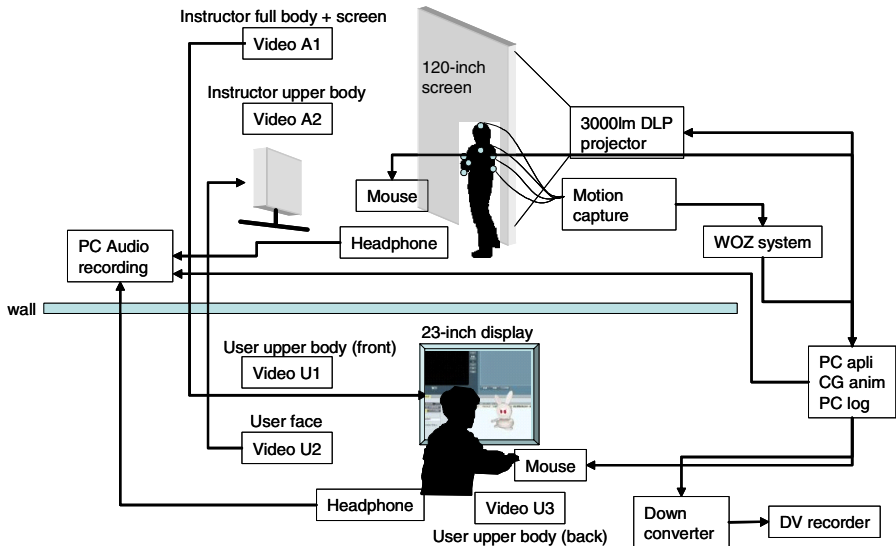 Instructor full body + screen
Video A1
120-inch
screen
Instructor upper body
Video A2
3000lm DLP
projector
Mouse
Motion
capture
Headphone
WOZ system
PC Audio
recording
wall
23-inch display
User upper body (front)
Video U1
PC apli
CG anim
PC log
User face
Video U2
Mouse
Headphone
Video U3
User upper body (back)
Down
converter
DV recorder